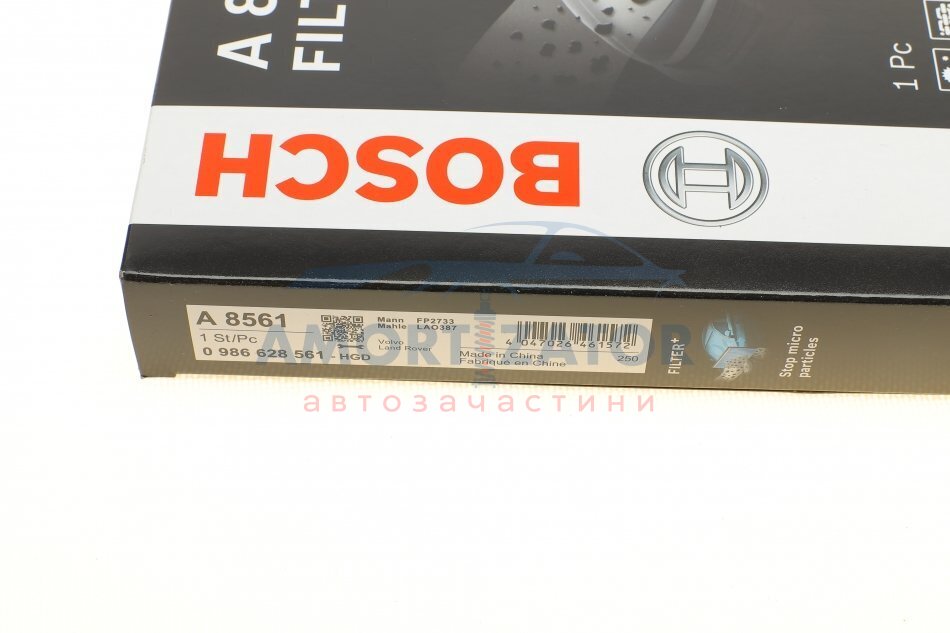 A 8
FILT
1 Pc
BOSCH
A 8561
1 St/Pc
0 986 628 561 - HGD
Mann FP2733
Mahle LAO387
Volvo
Land Rover
4 047026 461572
Made in China
Fabriqué en Chine
250
FILTER+
Stop micro
particles
AMORTIZATOR
автозапчастини